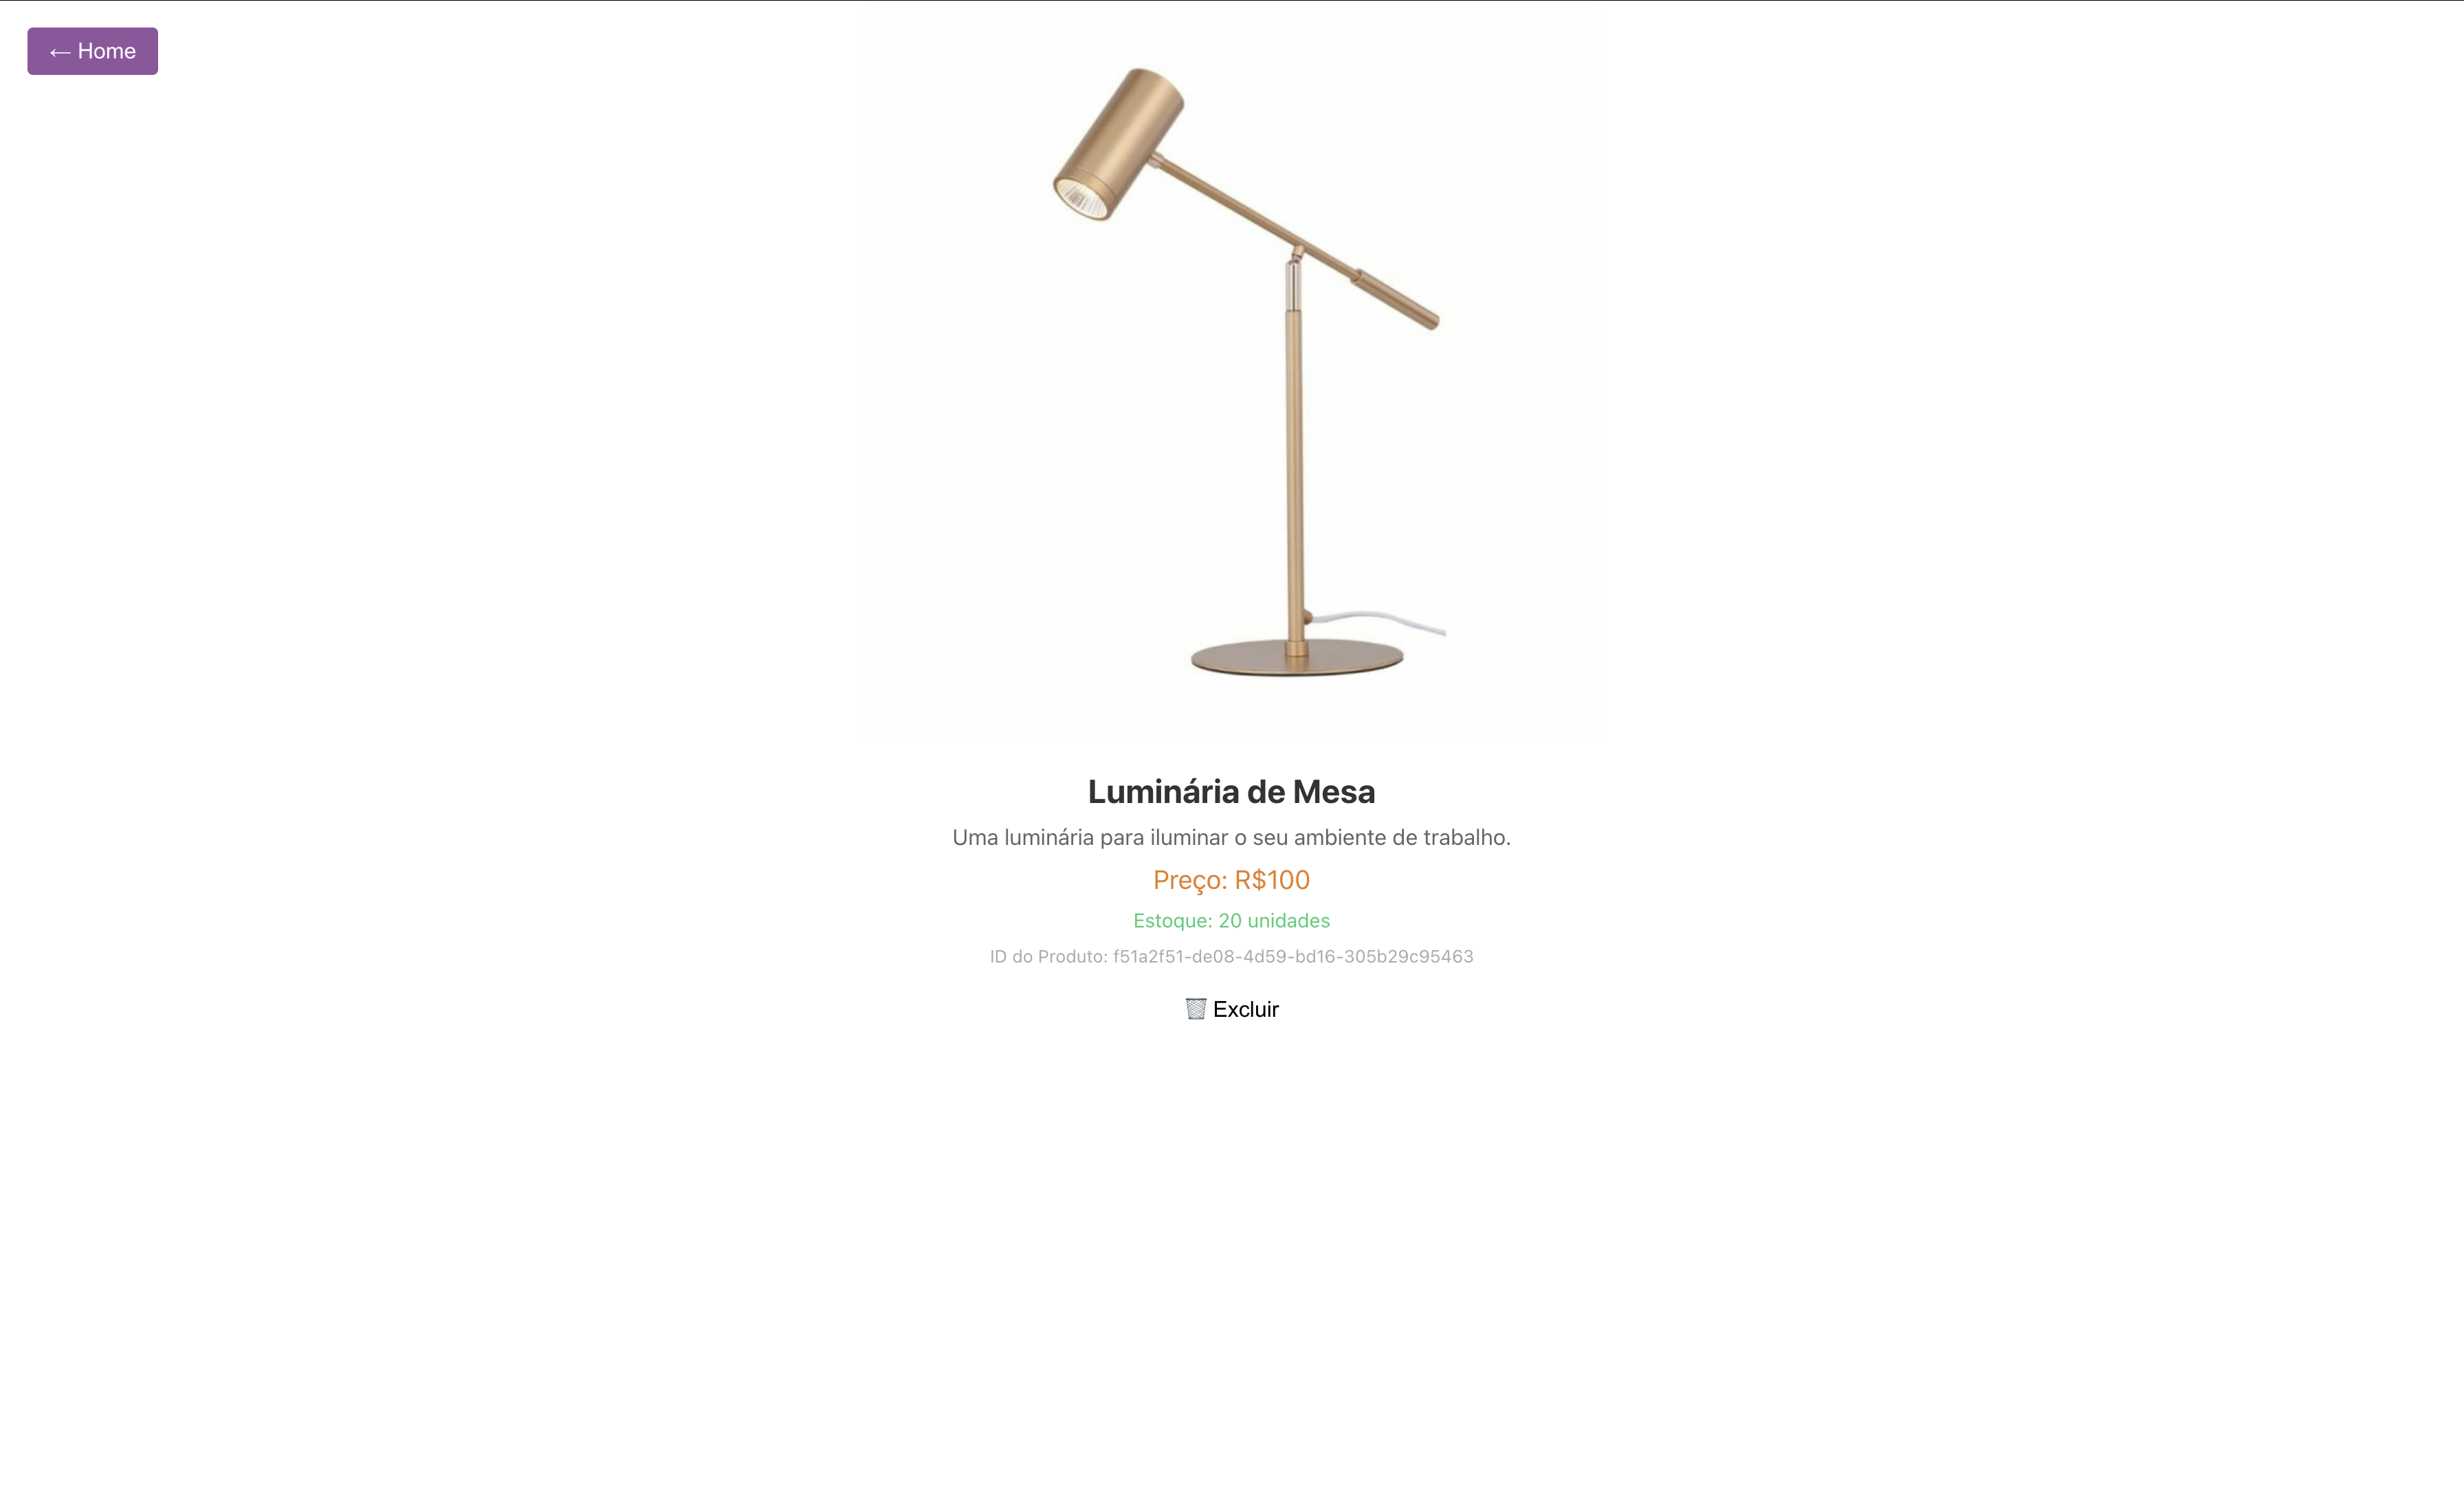 ← Home
Luminária de Mesa
Uma luminária para iluminar o seu ambiente de trabalho.
Preço: R$100
Estoque: 20 unidades
ID do Produto: f51a2f51-de08-4d59-bd16-305b29c95463
🗑️ Excluir